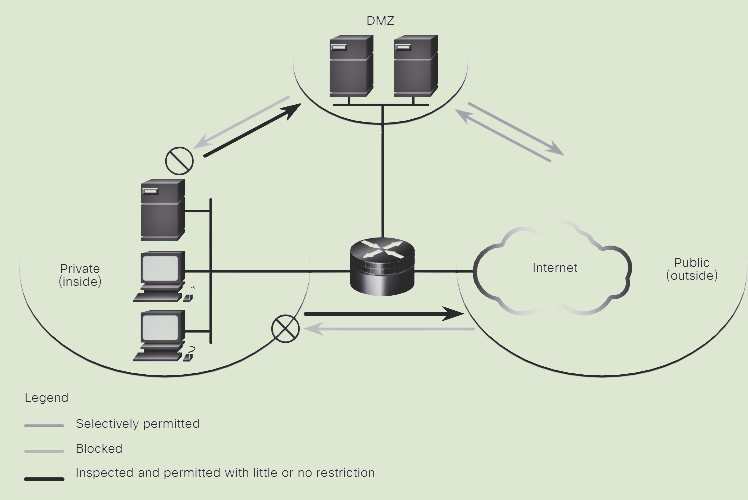 DMZ
Private
(inside)
Internet
Public
(outside)
Legend
Selectively permitted
Blocked
Inspected and permitted with little or no restriction